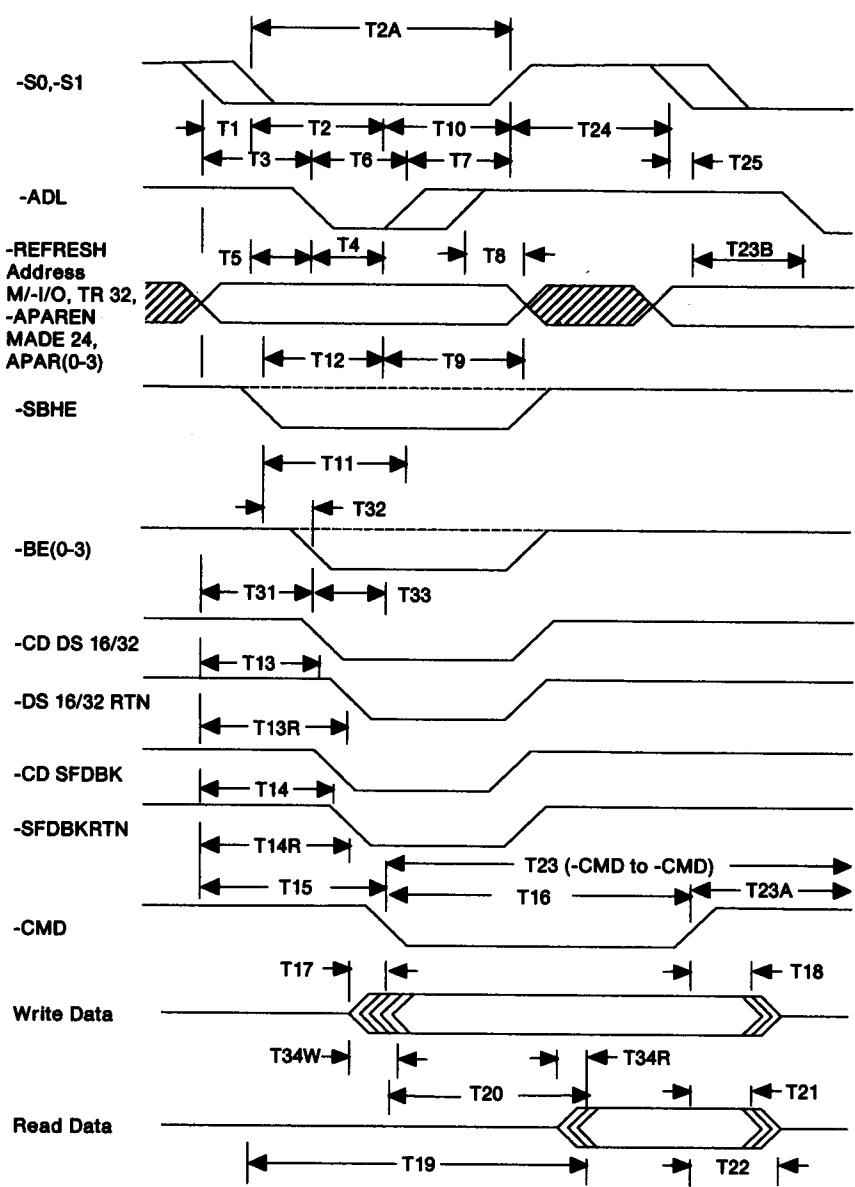 T2A
-S0,-S1
T1
T2
T10
T24
T3
T6
T7
T25
-ADL
-REFRESH
Address
M/-I/O, TR 32,
-APAREN
MADE 24,
APAR(0-3)
T5
T4
T8
T23B
T12
T9
-SBHE
T11
T32
-BE(0-3)
T31
T33
-CD DS 16/32
T13
-DS 16/32 RTN
T13R
-CD SFDBK
T14
-SFDBKRTN
T14R
T23 (-CMD to -CMD)
T15
T16
T23A
-CMD
T17
T18
Write Data
T34W
T34R
T20
T21
Read Data
T19
T22